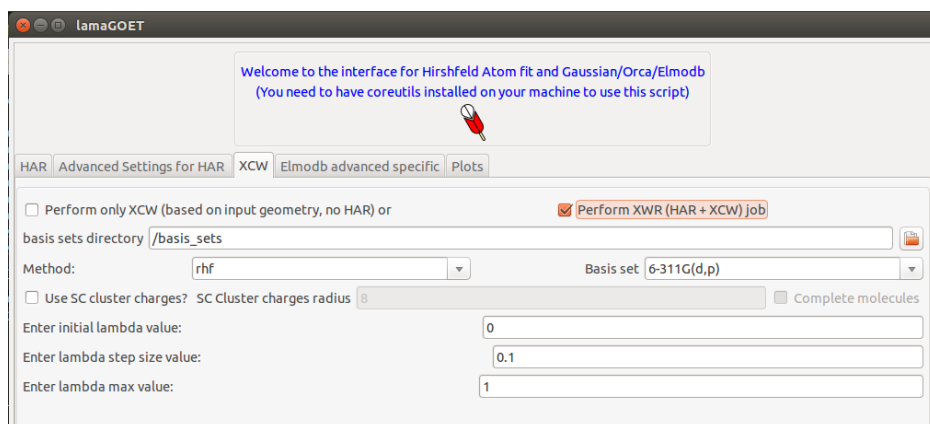 lamaGOET
Welcome to the interface for Hirshfeld Atom fit and Gaussian/Orca/Elmodb
(You need to have coreutils installed on your machine to use this script)
HAR Advanced Settings for HAR XCW Elmodb advanced specific Plots
Perform only XCW (based on input geometry, no HAR) or Perform XWR (HAR + XCW) job
basis sets directory /basis_sets
Method: rhf Basis set 6-311G(d,p)
Use SC cluster charges? SC Cluster charges radius 8 Complete molecules
Enter initial lambda value: 0
Enter lambda step size value: 0.1
Enter lambda max value: 1